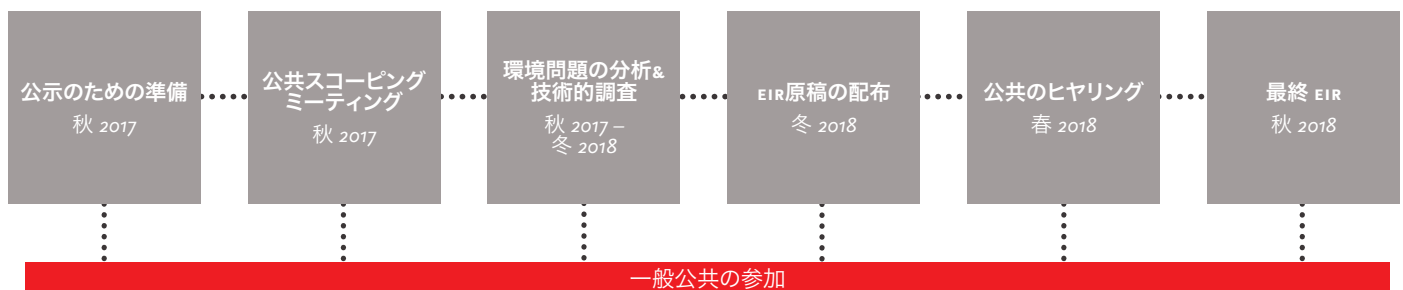 公示のための準備
秋 2017
公共スコーピング
ミーティング
秋 2017
環境問題の分析&
技術的調査
秋 2017 –
冬 2018
EIR原稿の配布
冬 2018
公共のヒヤリング
春 2018
最終 EIR
秋 2018
一般公共の参加